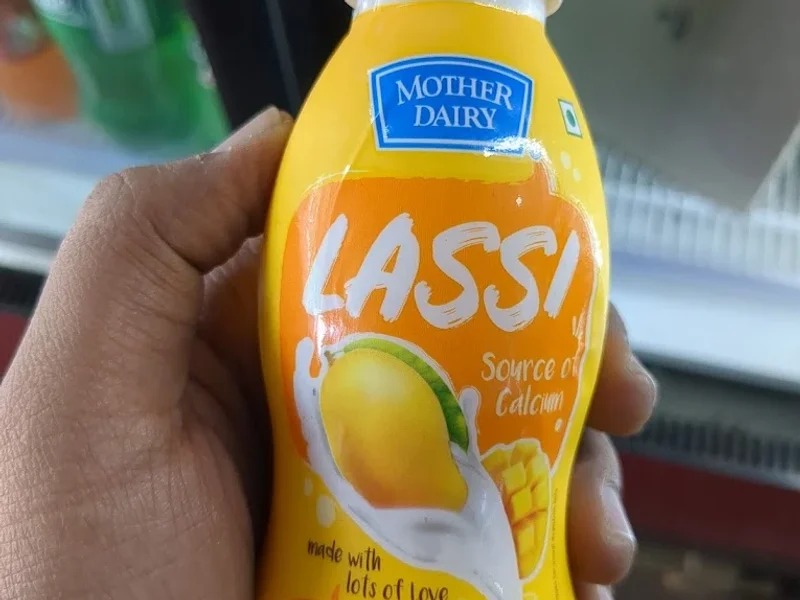 MOTHER
DAIRY
LASSI
Source of
Calcium
made with
lots of love